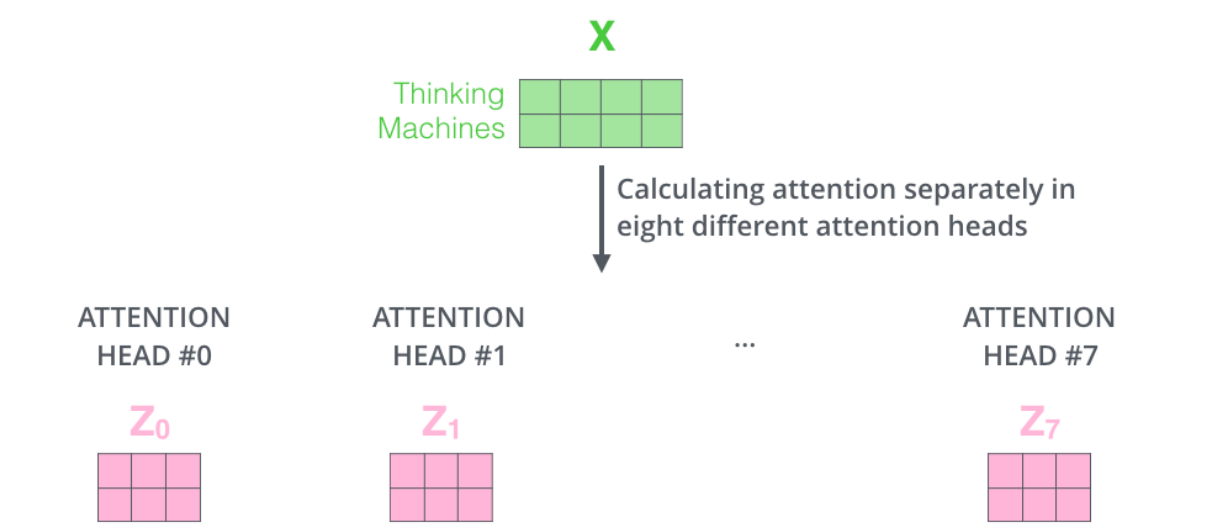 X
Thinking
Machines
Calculating attention separately in
eight different attention heads
ATTENTION
HEAD #0
ATTENTION
HEAD #1
...
ATTENTION
HEAD #7
Z0
Z1
Z7